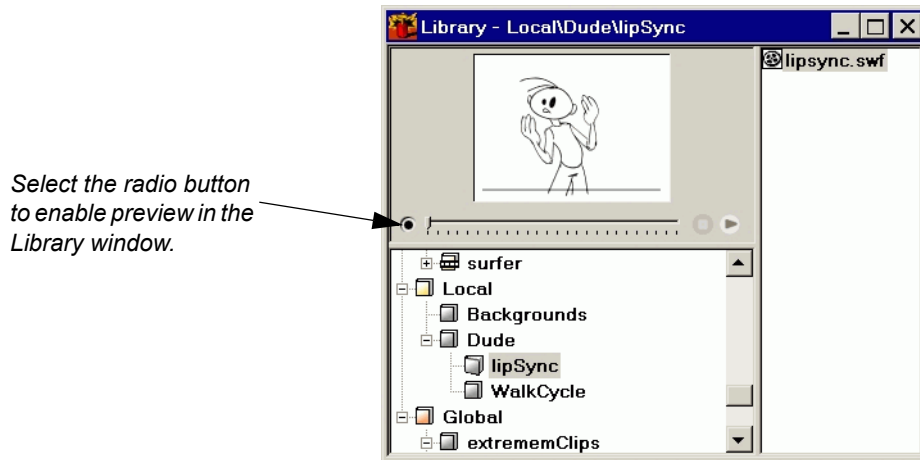 Library - Local\Dude\lipSync
lipsync.swf
Select the radio button
to enable preview in the
Library window.
surfer
Local
Backgrounds
Dude
lipSync
WalkCycle
Global
extrememClips